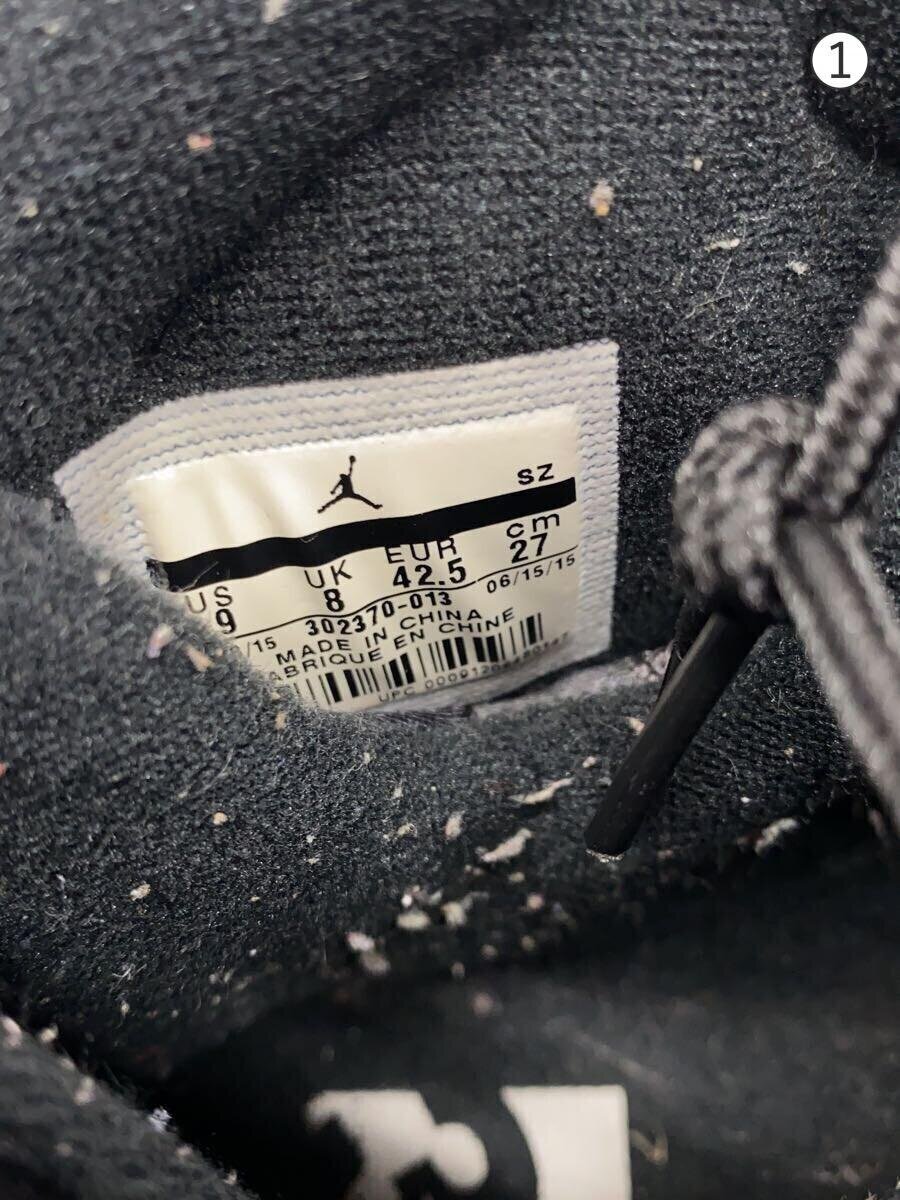 1
SZ
US UK EUR cm
9 8 42.5 27
/15 302370-013 06/15/15
MADE IN CHINA
ABRIQUE EN CHINE
UPC